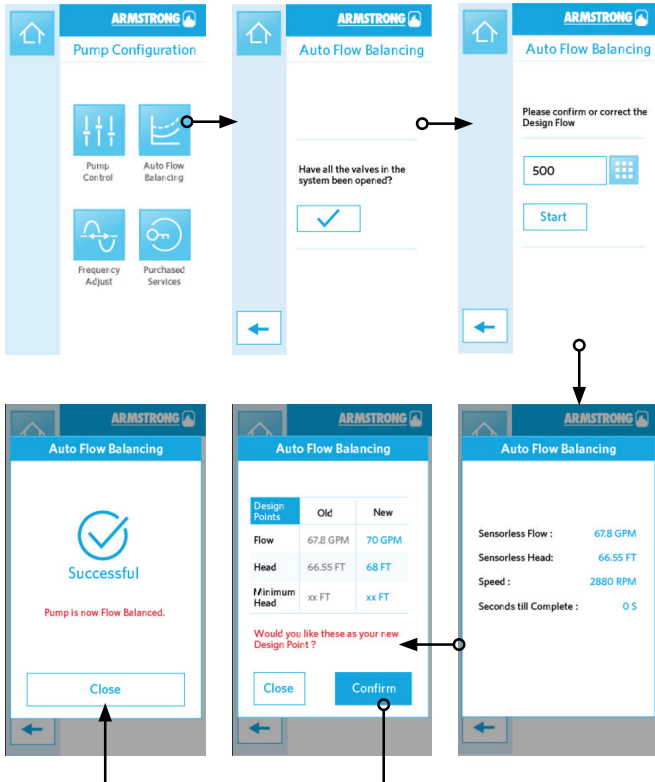 ARMSTRONG
Pump Configuration
Pump
Control
Auto Flow
Balancing
Frequency
Adjust
Purchased
Services
ARMSTRONG
Auto Flow Balancing
Have all the valves in the
system been opened?
ARMSTRONG
Auto Flow Balancing
Please confirm or correct the
Design Flow
500
Start
ARMSTRONG
Auto Flow Balancing
Successful
Pump is now Flow Balanced.
Close
ARMSTRONG
Auto Flow Balancing
Design
Points Old New
Flow 67.8 GPM 70 GPM
Head 66.55 FT 68 FT
Minimum
Head xx FT xx FT
Would you like these as your new
Design Point ?
Close Confirm
ARMSTRONG
Auto Flow Balancing
Sensorless Flow : 67.8 GPM
Sensorless Head: 66.55 FT
Speed : 2880 RPM
Seconds till Complete : 0 S